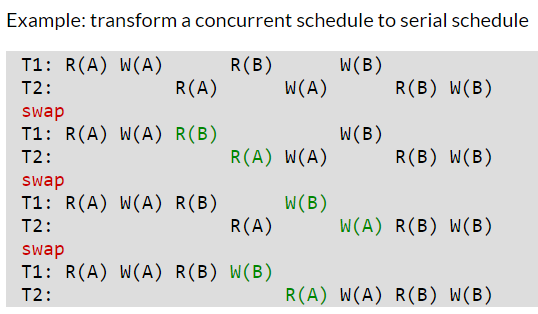 Example: transform a concurrent schedule to serial schedule
T1: R(A) W(A)      R(B)      W(B)
T2:           R(A)      W(A)      R(B) W(B)
swap
T1: R(A) W(A) R(B)           W(B)
T2:                R(A) W(A)      R(B) W(B)
swap
T1: R(A) W(A) R(B)      W(B)
T2:                R(A)      W(A) R(B) W(B)
swap
T1: R(A) W(A) R(B) W(B)
T2:                     R(A) W(A) R(B) W(B)